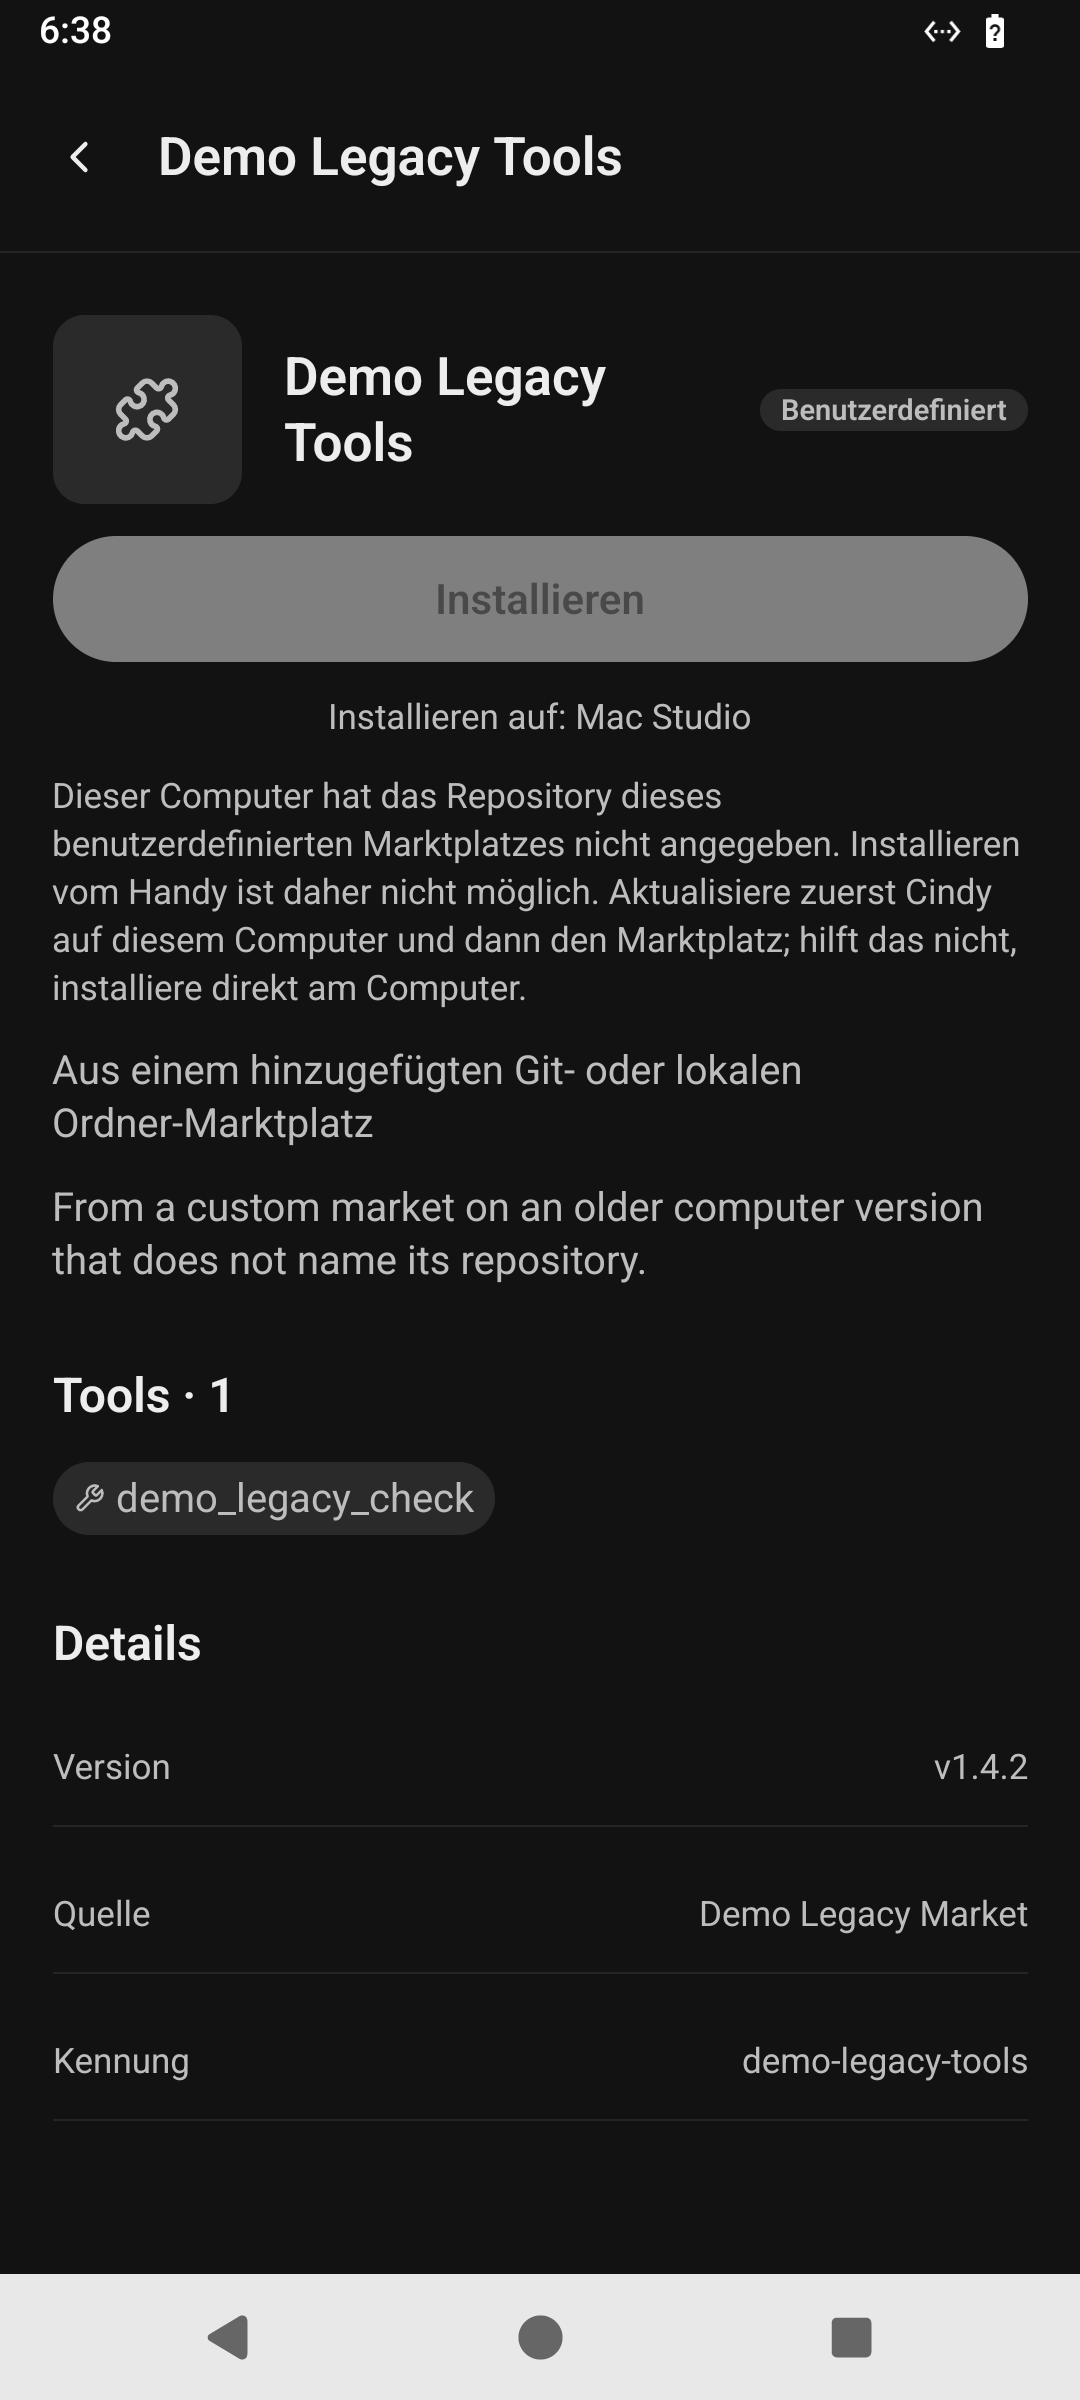 6:38
Demo Legacy Tools
Demo Legacy
Tools
Benutzerdefiniert
Installieren
Installieren auf: Mac Studio
Dieser Computer hat das Repository dieses
benutzerdefinierten Marktplatzes nicht angegeben. Installieren
vom Handy ist daher nicht möglich. Aktualisiere zuerst Cindy
auf diesem Computer und dann den Marktplatz; hilft das nicht,
installiere direkt am Computer.
Aus einem hinzugefügten Git- oder lokalen
Ordner-Marktplatz
From a custom market on an older computer version
that does not name its repository.
Tools · 1
demo_legacy_check
Details
Version
v1.4.2
Quelle
Demo Legacy Market
Kennung
demo-legacy-tools